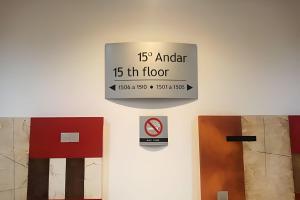 15º Andar
15 th floor
◄ 1506 a 1510 ● 1501 a 1505 ►